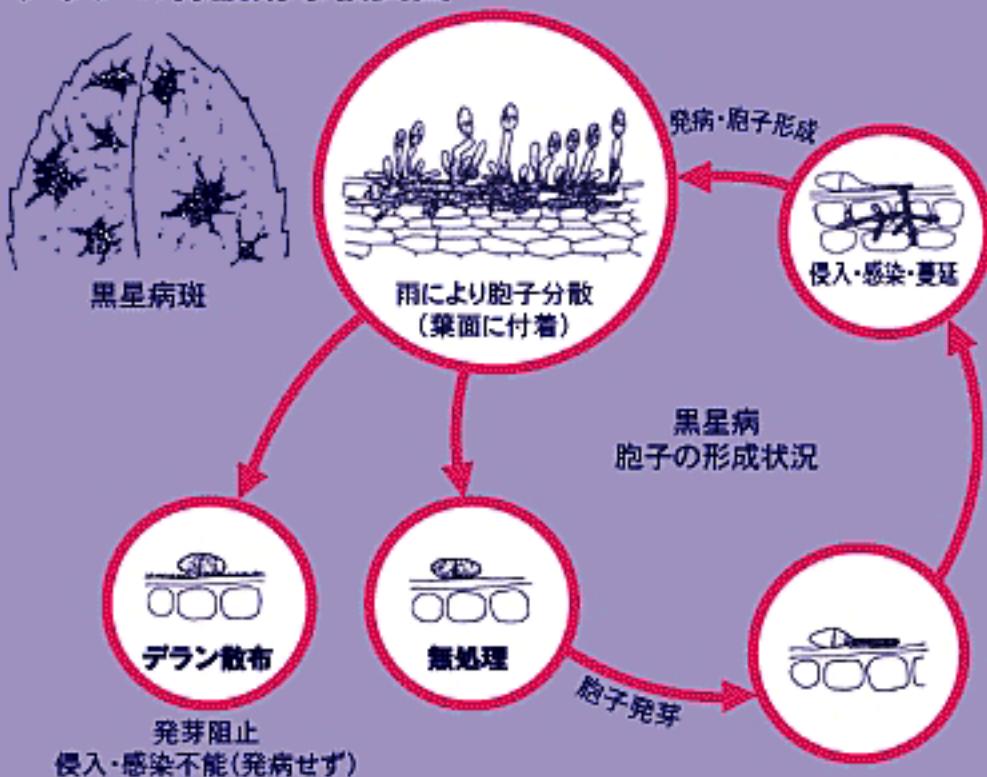 黒星病斑
雨により胞子分散
(葉面に付着)
発病・胞子形成
侵入・感染・蔓延
黒星病
胞子の形成状況
デラン散布
発芽阻止
侵入・感染不能(発病せず)
無処理
胞子発芽